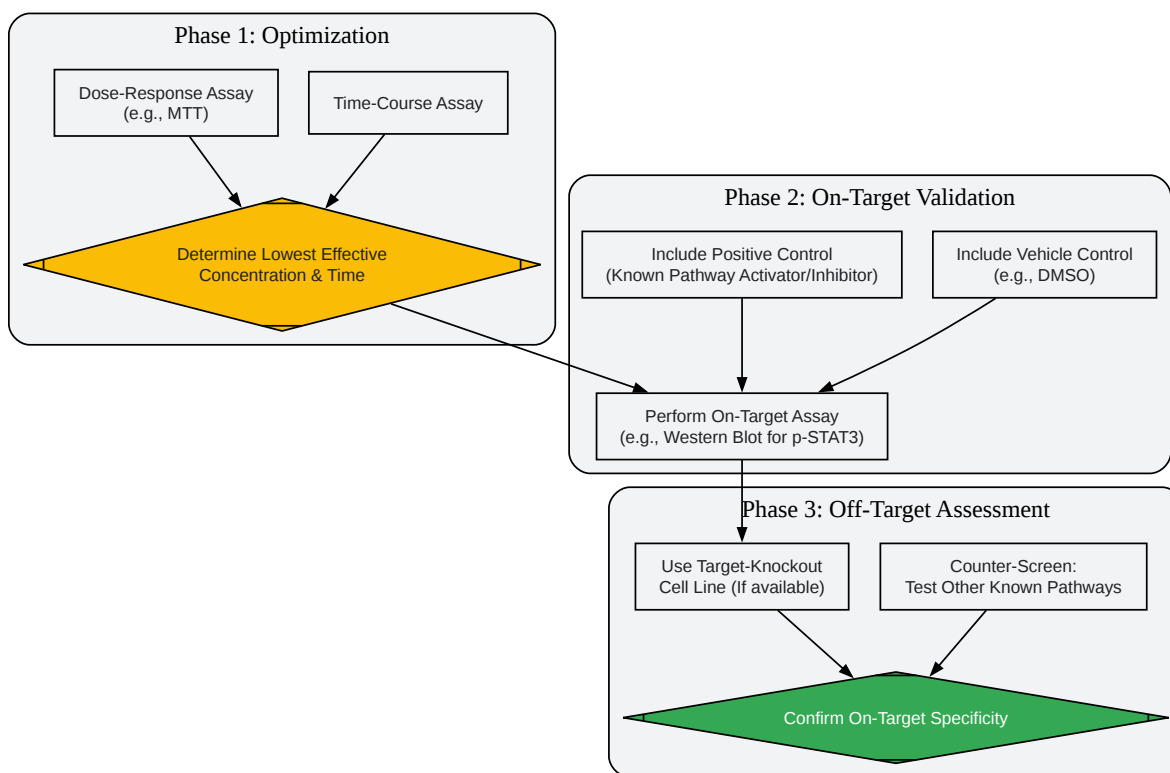 Phase 1: Optimization
Dose-Response Assay
(e.g., MTT)
Time-Course Assay
Determine Lowest Effective
Concentration & Time
Phase 2: On-Target Validation
Include Positive Control
(Known Pathway Activator/Inhibitor)
Include Vehicle Control
(e.g., DMSO)
Perform On-Target Assay
(e.g., Western Blot for p-STAT3)
Phase 3: Off-Target Assessment
Use Target-Knockout
Cell Line (If available)
Counter-Screen:
Test Other Known Pathways
Confirm On-Target Specificity